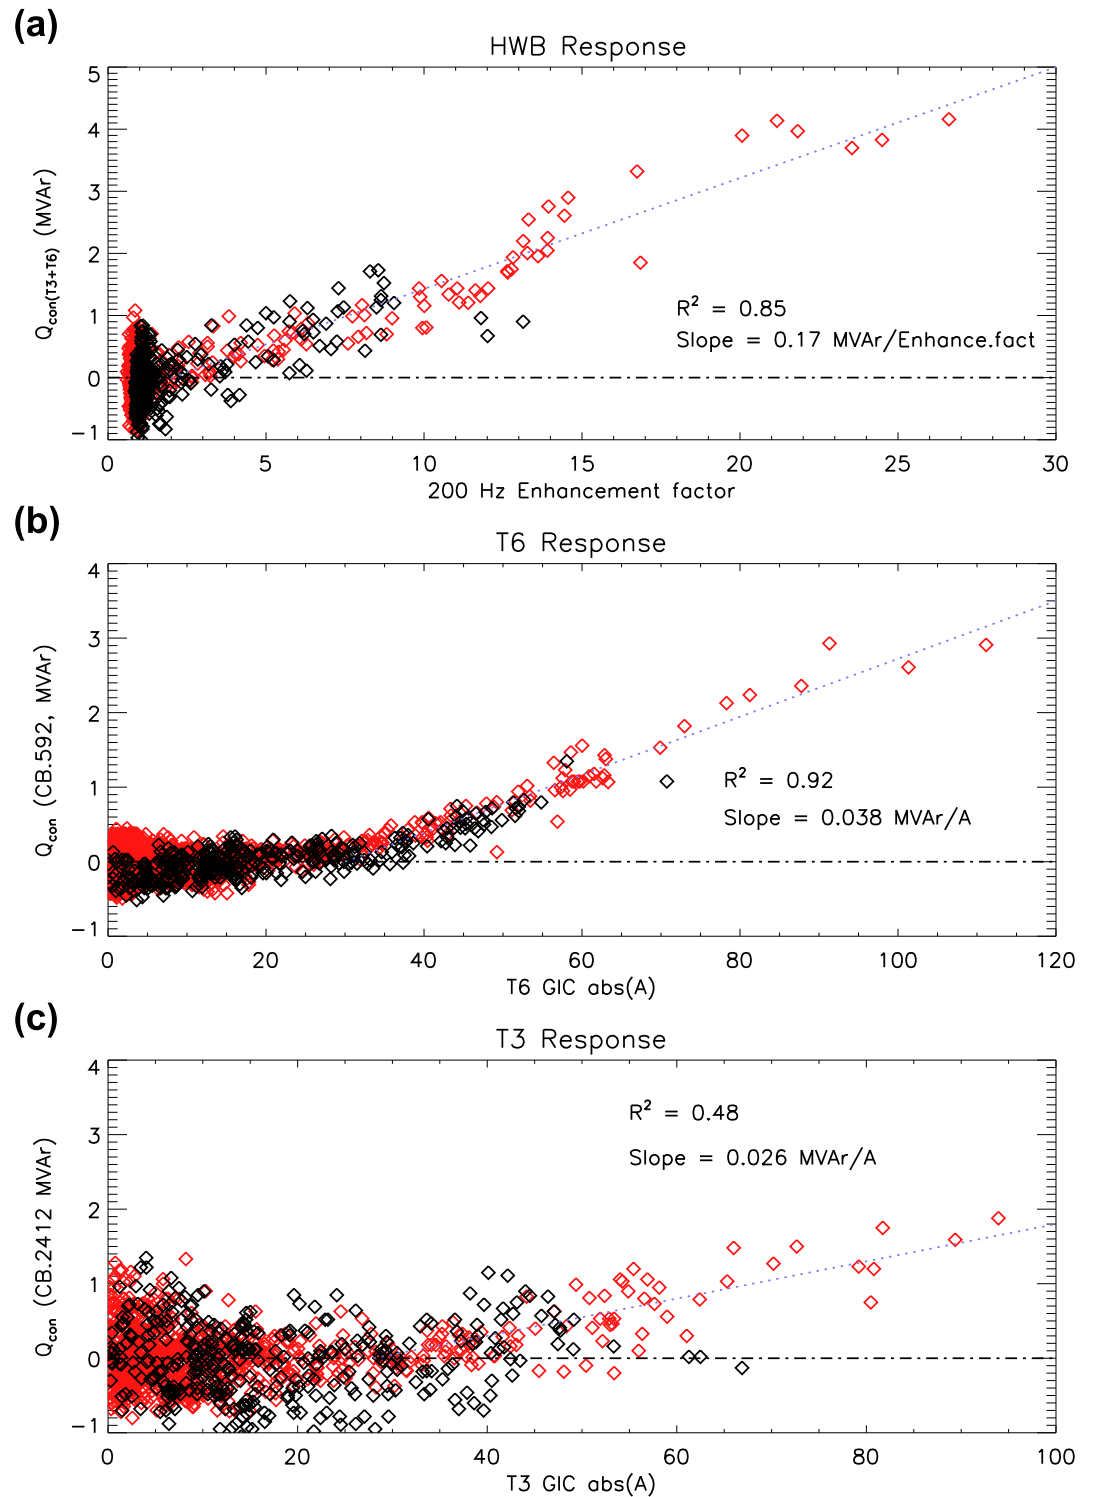 (a)
HWB Response
5
4
3
2
1
0
−1
Q con(T3+T6) (MVAr)
R² = 0.85
Slope = 0.17 MVAr/Enhance.fact
0 5 10 15 20 25 30
200 Hz Enhancement factor
(b)
T6 Response
4
3
2
1
0
−1
Q con (CB.592, MVAr)
R² = 0.92
Slope = 0.038 MVAr/A
0 20 40 60 80 100 120
T6 GIC abs(A)
(c)
T3 Response
4
3
2
1
0
−1
Q con (CB.2412 MVAr)
R² = 0.48
Slope = 0.026 MVAr/A
0 20 40 60 80 100
T3 GIC abs(A)